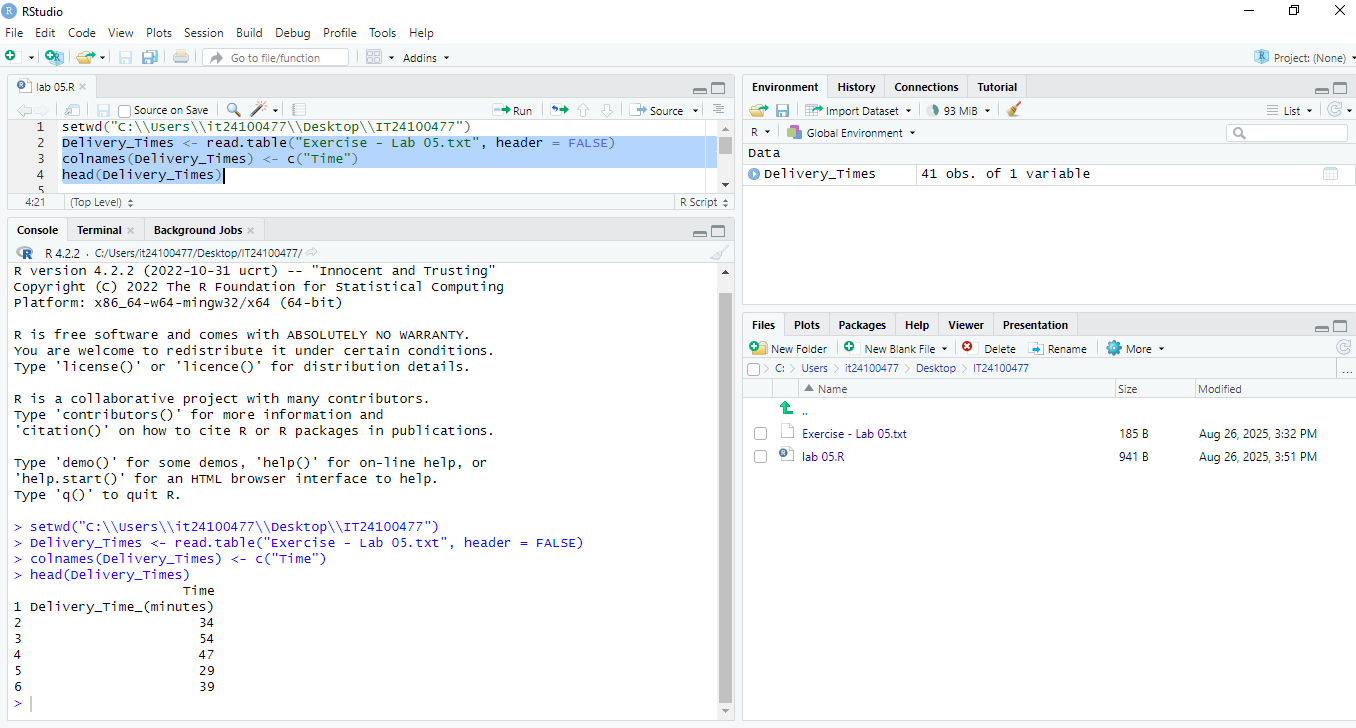 RStudio
File Edit Code View Plots Session Build Debug Profile Tools Help
Go to file/function Addins Project: (None)
lab 05.R
Source on Save Run Source
1 setwd("C:\\Users\\it24100477\\Desktop\\IT24100477")
2 Delivery_Times <- read.table("Exercise - Lab 05.txt", header = FALSE)
3 colnames(Delivery_Times) <- c("Time")
4 head(Delivery_Times)
5
4:21 (Top Level) R Script
Console Terminal Background Jobs
R 4.2.2 · C:/Users/it24100477/Desktop/IT24100477/
R version 4.2.2 (2022-10-31 ucrt) -- "Innocent and Trusting"
Copyright (C) 2022 The R Foundation for Statistical Computing
Platform: x86_64-w64-mingw32/x64 (64-bit)
R is free software and comes with ABSOLUTELY NO WARRANTY.
You are welcome to redistribute it under certain conditions.
Type 'license()' or 'licence()' for distribution details.
R is a collaborative project with many contributors.
Type 'contributors()' for more information and
'citation()' on how to cite R or R packages in publications.
Type 'demo()' for some demos, 'help()' for on-line help, or
'help.start()' for an HTML browser interface to help.
Type 'q()' to quit R.
> setwd("C:\\Users\\it24100477\\Desktop\\IT24100477")
> Delivery_Times <- read.table("Exercise - Lab 05.txt", header = FALSE)
> colnames(Delivery_Times) <- c("Time")
> head(Delivery_Times)
Time
1 Delivery_Time_(minutes)
2 34
3 54
4 47
5 29
6 39
>
Environment History Connections Tutorial
Import Dataset 93 MiB List
R Global Environment
Data
Delivery_Times 41 obs. of 1 variable
Files Plots Packages Help Viewer Presentation
New Folder New Blank File Delete Rename More
C: Users it24100477 Desktop IT24100477 ...
Name Size Modified
..
Exercise - Lab 05.txt 185 B Aug 26, 2025, 3:32 PM
lab 05.R 941 B Aug 26, 2025, 3:51 PM